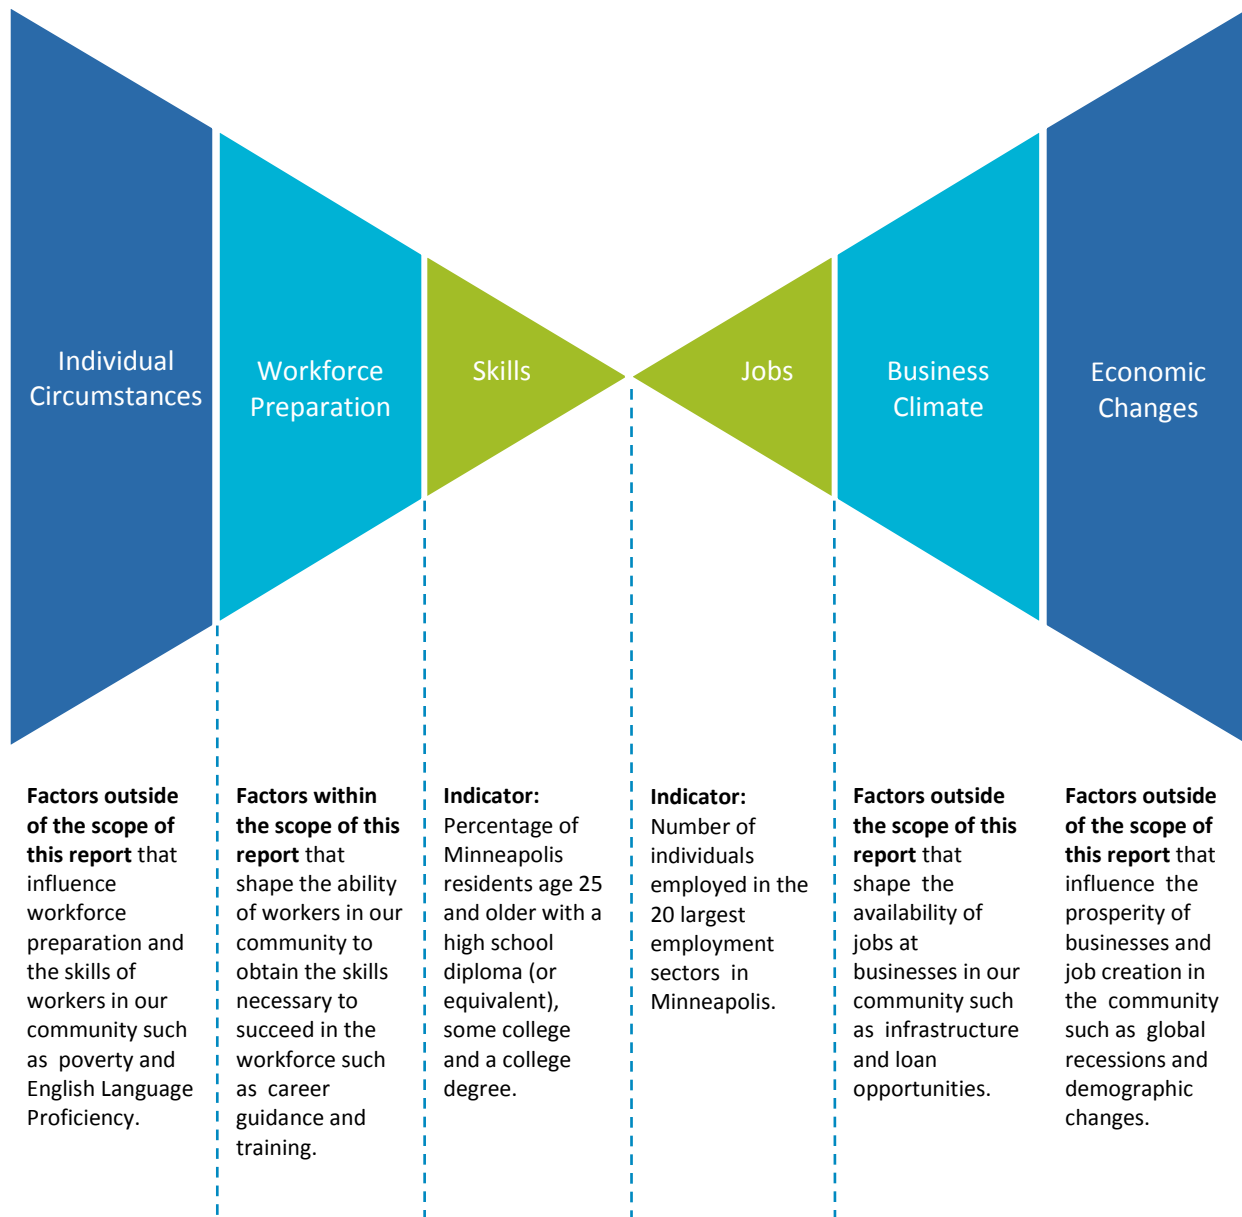 Individual
Circumstances
Workforce
Preparation
Skills
Jobs
Business
Climate
Economic
Changes
Factors outside
of the scope of
this report that
influence
workforce
preparation and
the skills of
workers in our
community such
as poverty and
English Language
Proficiency.
Factors within
the scope of this
report that
shape the ability
of workers in our
community to
obtain the skills
necessary to
succeed in the
workforce such
as career
guidance and
training.
Indicator:
Percentage of
Minneapolis
residents age 25
and older with a
high school
diploma (or
equivalent),
some college
and a college
degree.
Indicator:
Number of
individuals
employed in the
20 largest
employment
sectors in
Minneapolis.
Factors outside
the scope of this
report that
shape the
availability of
jobs at
businesses in our
community such
as infrastructure
and loan
opportunities.
Factors outside
of the scope of
this report that
influence the
prosperity of
businesses and
job creation in
the community
such as global
recessions and
demographic
changes.